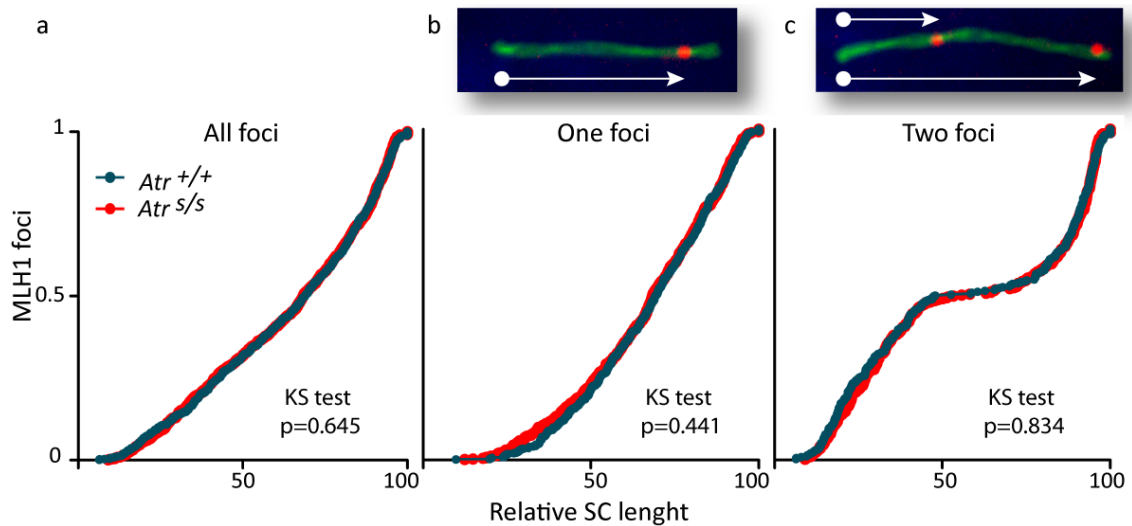 a
b
c
All foci
One foci
Two foci
1
0.5
0
MLH1 foci
Atr +/+
Atr s/s
KS test
p=0.645
KS test
p=0.441
KS test
p=0.834
50
100
50
100
50
100
Relative SC lenght